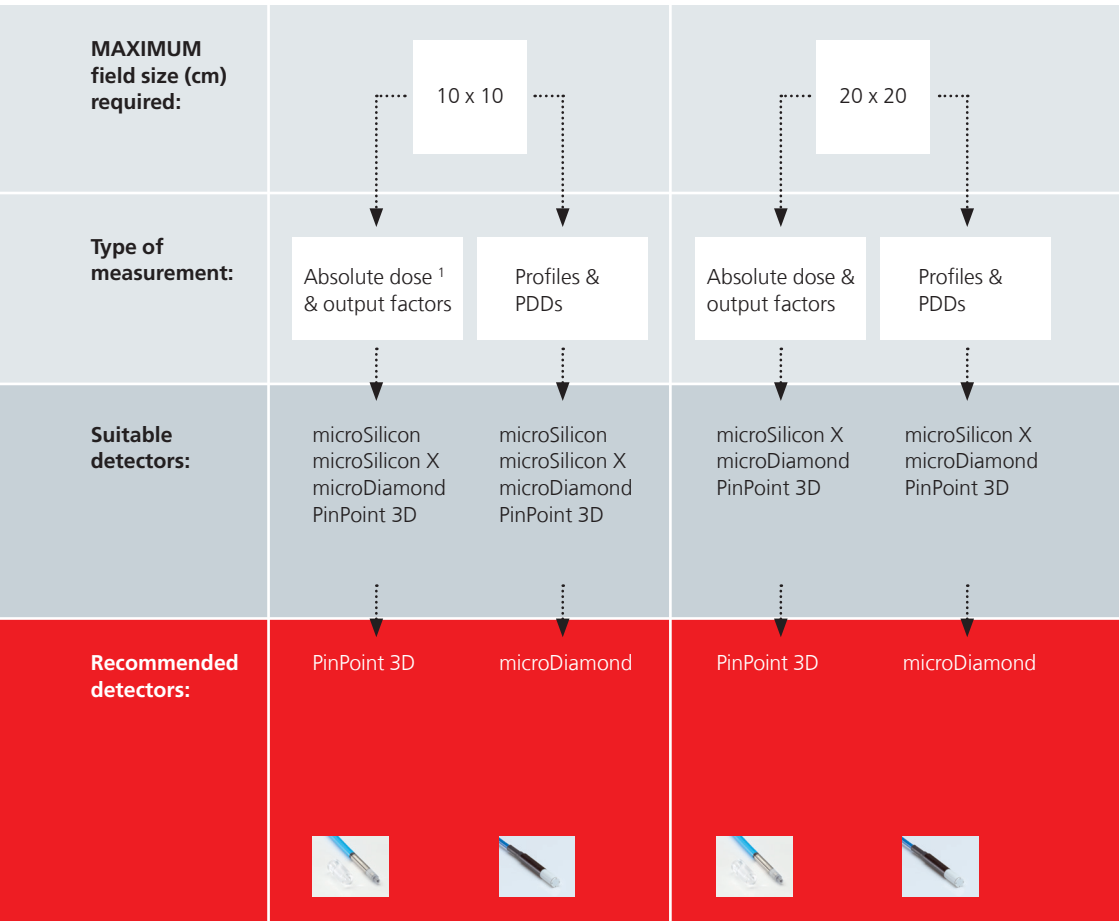 MAXIMUM
field size (cm)
required:
10 x 10
20 x 20
Type of
measurement:
Absolute dose 1
& output factors
Profiles &
PDDs
Absolute dose &
output factors
Profiles &
PDDs
Suitable
detectors:
microSilicon
microSilicon X
microDiamond
PinPoint 3D
microSilicon
microSilicon X
microDiamond
PinPoint 3D
microSilicon X
microDiamond
PinPoint 3D
microSilicon X
microDiamond
PinPoint 3D
Recommended
detectors:
PinPoint 3D
microDiamond
PinPoint 3D
microDiamond